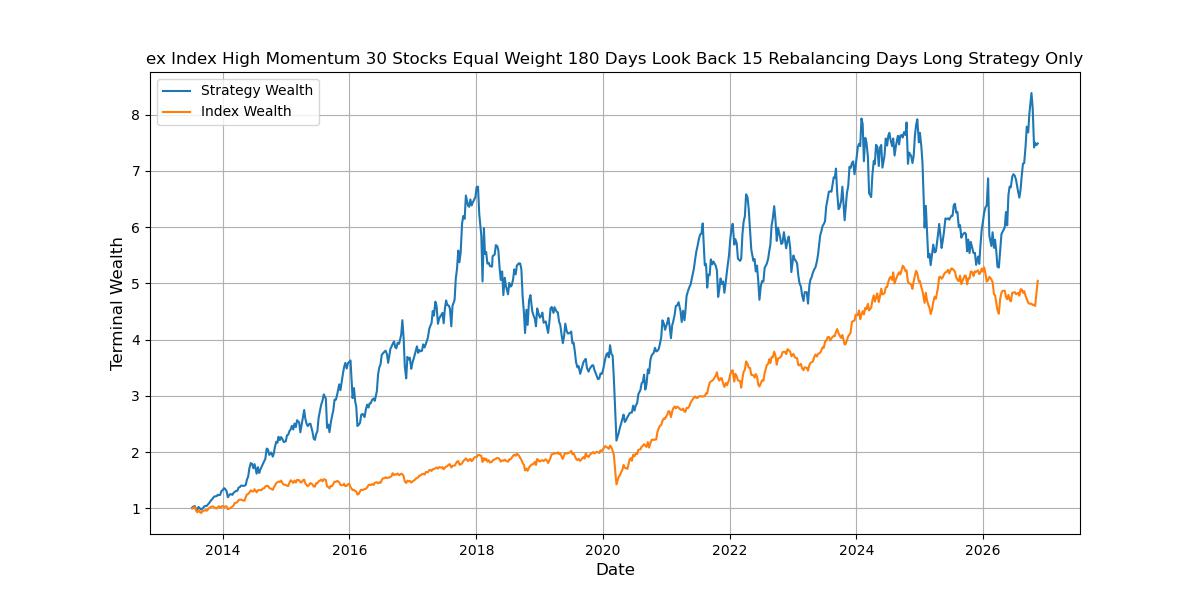 ex Index High Momentum 30 Stocks Equal Weight 180 Days Look Back 15 Rebalancing Days Long Strategy Only
Strategy Wealth
Index Wealth
Terminal Wealth
8
7
6
5
4
3
2
1
2014 2016 2018 2020 2022 2024 2026
Date